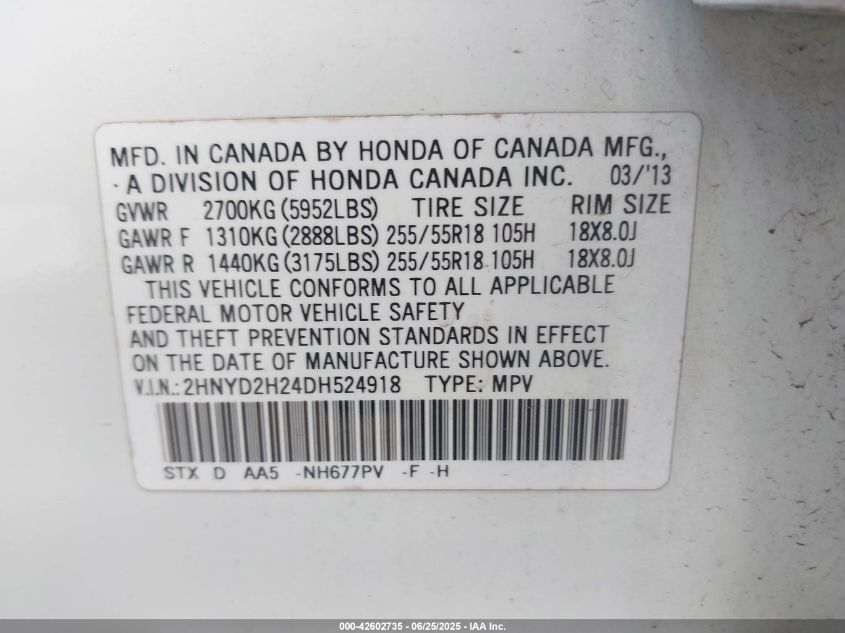 MFD. IN CANADA BY HONDA OF CANADA MFG.,
A DIVISION OF HONDA CANADA INC. 03/'13
GVWR 2700KG (5952LBS) TIRE SIZE RIM SIZE
GAWR F 1310KG (2888LBS) 255/55R18 105H 18X8.0J
GAWR R 1440KG (3175LBS) 255/55R18 105H 18X8.0J
THIS VEHICLE CONFORMS TO ALL APPLICABLE
FEDERAL MOTOR VEHICLE SAFETY
AND THEFT PREVENTION STANDARDS IN EFFECT
ON THE DATE OF MANUFACTURE SHOWN ABOVE.
V.I.N.: 2HNYD2H24DH524918 TYPE: MPV
STX D AA5 -NH677PV -F -H
000-42602735 - 06/25/2025 - IAA Inc.